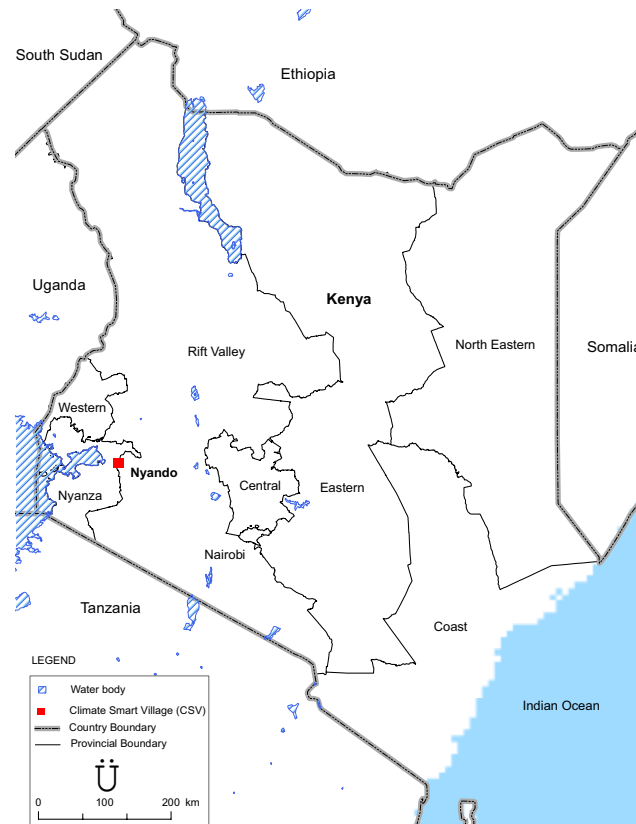 South Sudan
Ethiopia
Uganda
Kenya
Rift Valley
North Eastern
Somalia
Western
Nyando
Nyanza
Central
Eastern
Nairobi
Tanzania
Coast
LEGEND
Water body
Climate Smart Village (CSV)
Country Boundary
Provincial Boundary
Ü
0 100 200 km
Indian Ocean